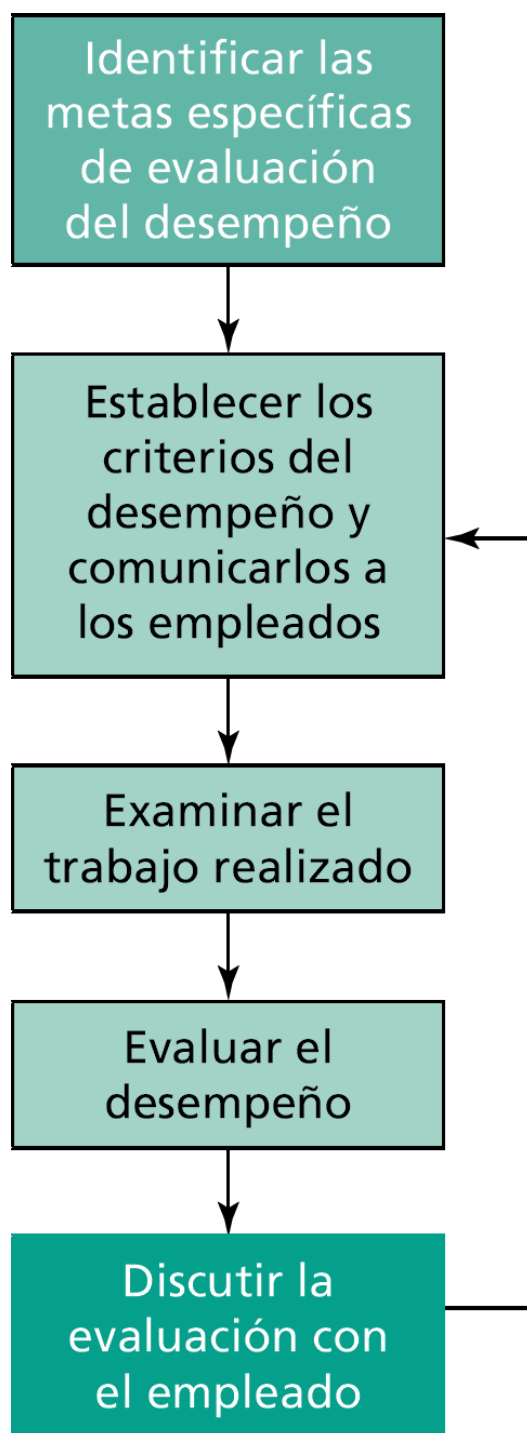 Identificar las
metas específicas
de evaluación
del desempeño
Establecer los
criterios del
desempeño y
comunicarlos a
los empleados
Examinar el
trabajo realizado
Evaluar el
desempeño
Discutir la
evaluación con
el empleado